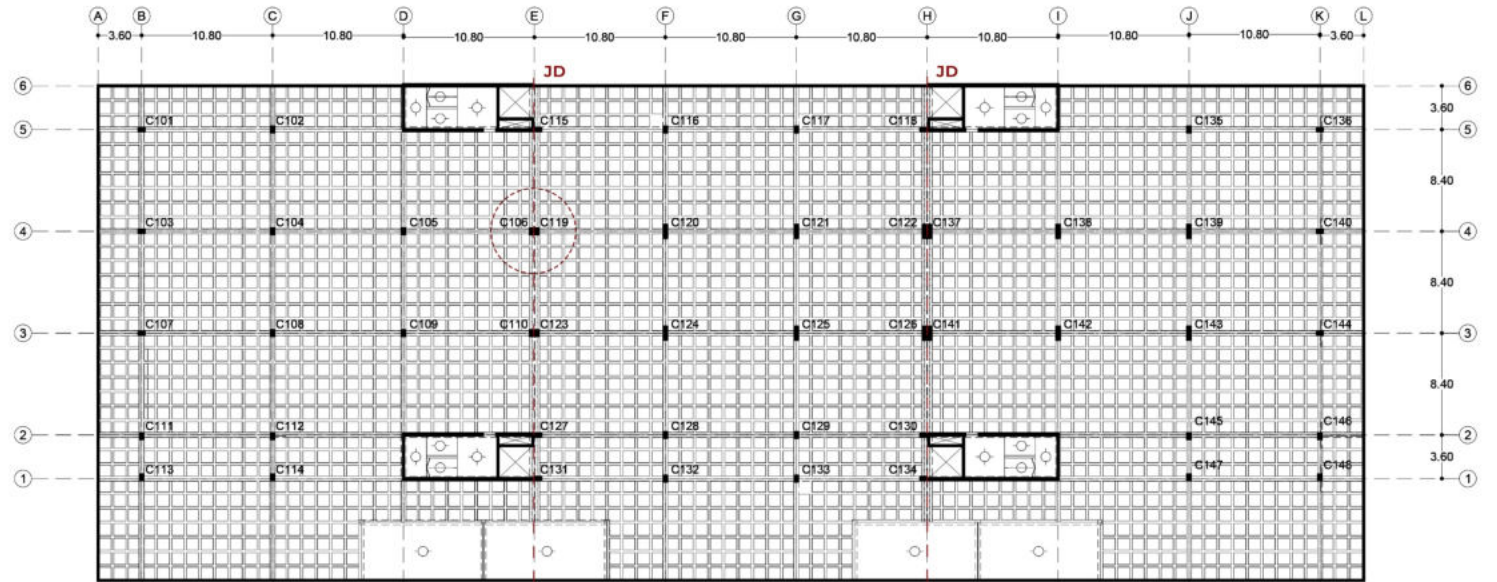 A B C D E F G H I J K L
3.60 10.80 10.80 10.80 10.80 10.80 10.80 10.80 10.80 10.80 3.60
JD JD
6 6
3.60
C101 C102 C115 C116 C117 C118 C135 C136
5 5
8.40
C103 C104 C105 C106 C119 C120 C121 C122 C137 C138 C139 C140
4 4
8.40
C107 C108 C109 C110 C123 C124 C125 C126 C141 C142 C143 C144
3 3
8.40
C111 C112 C127 C128 C129 C130 C145 C146
2 2
3.60
C113 C114 C131 C132 C133 C134 C147 C148
1 1